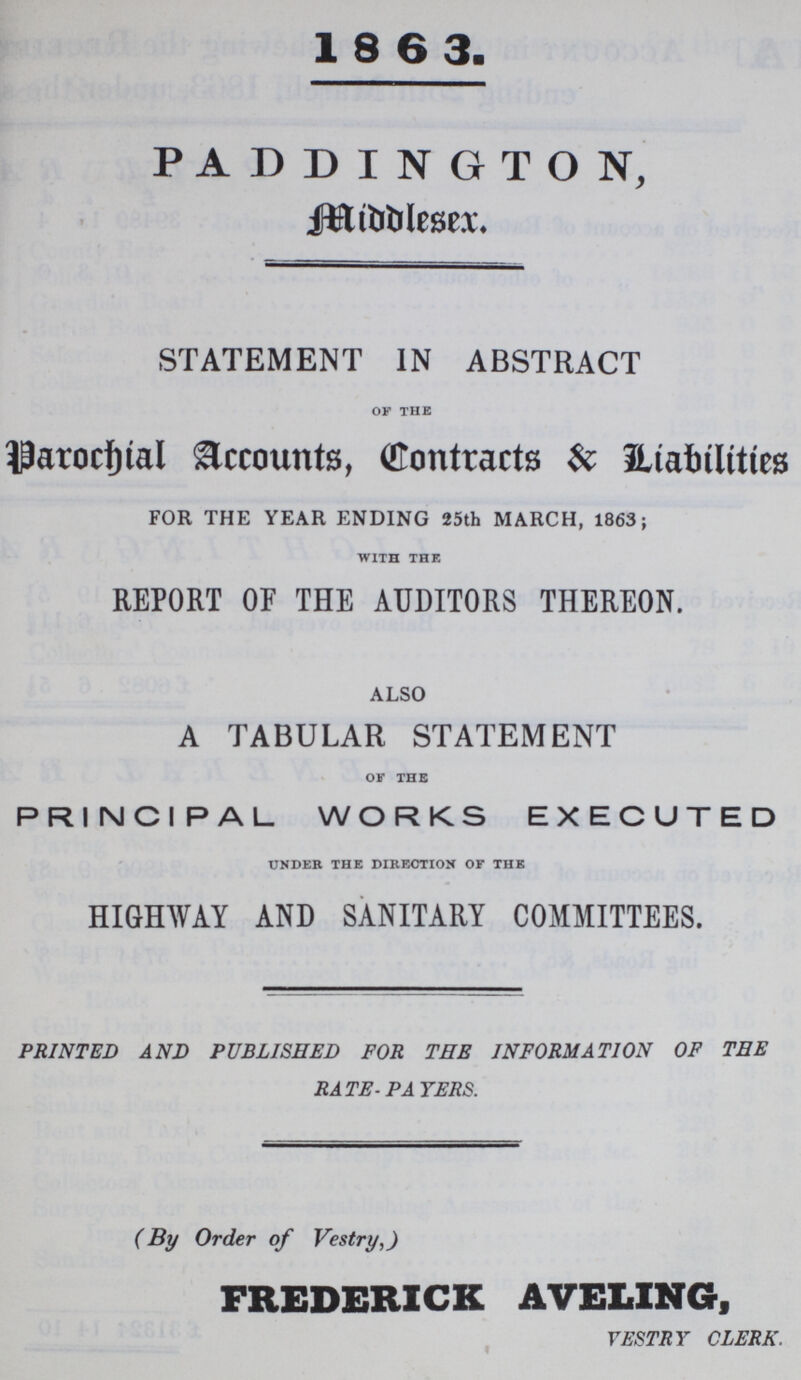 1863.
PADDINGTON,
Middlesex.
STATEMENT IN ABSTRACT
OF THE
Parochial Accounts, Contracts & Liabilities
FOR THE YEAR ENDING 25th MARCH, 1863;
WITH THE
REPORT OF THE AUDITORS THEREON.
ALSO
A TABULAR STATEMENT
OF THE
PRINCIPAL WORKS EXECUTED
UNDER THE DIRECTION OF THE
HIGHWAY AND SANITARY COMMITTEES.
PRINTED AND PUBLISHED FOR THE INFORMATION OF THE
RATE-PAYERS.
(By Order of Vestry,)
FREDERICK AVELING,
VESTRY CLERK.